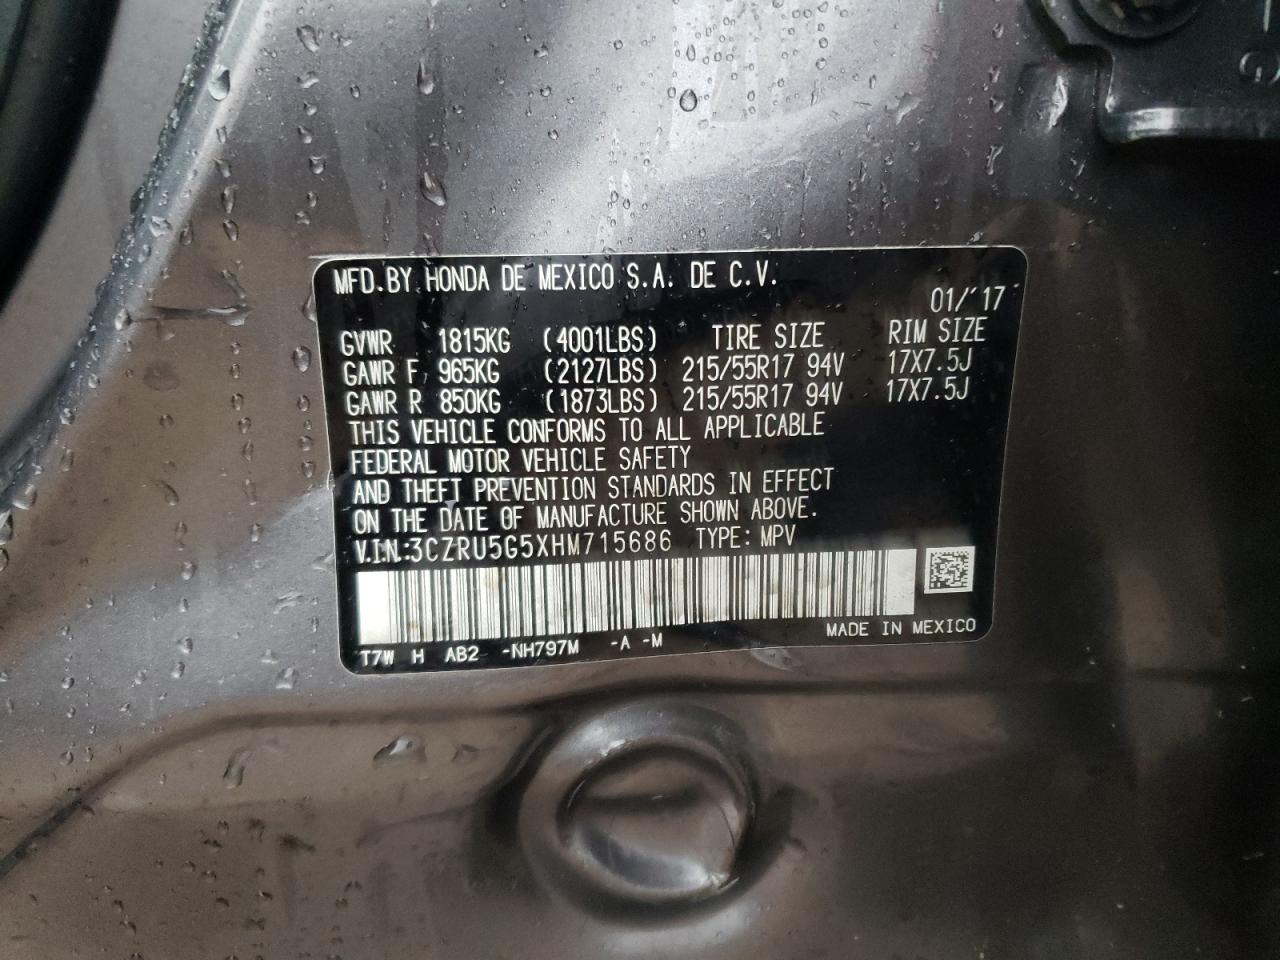 MFD.BY HONDA DE MEXICO S.A. DE C.V.
01/'17
GVWR 1815KG (4001LBS) TIRE SIZE RIM SIZE
GAWR F 965KG (2127LBS) 215/55R17 94V 17X7.5J
GAWR R 850KG (1873LBS) 215/55R17 94V 17X7.5J
THIS VEHICLE CONFORMS TO ALL APPLICABLE
FEDERAL MOTOR VEHICLE SAFETY
AND THEFT PREVENTION STANDARDS IN EFFECT
ON THE DATE OF MANUFACTURE SHOWN ABOVE.
V.I.N.:3CZRU5G5XHM715686 TYPE: MPV
MADE IN MEXICO
T7W H AB2 -NH797M -A -M